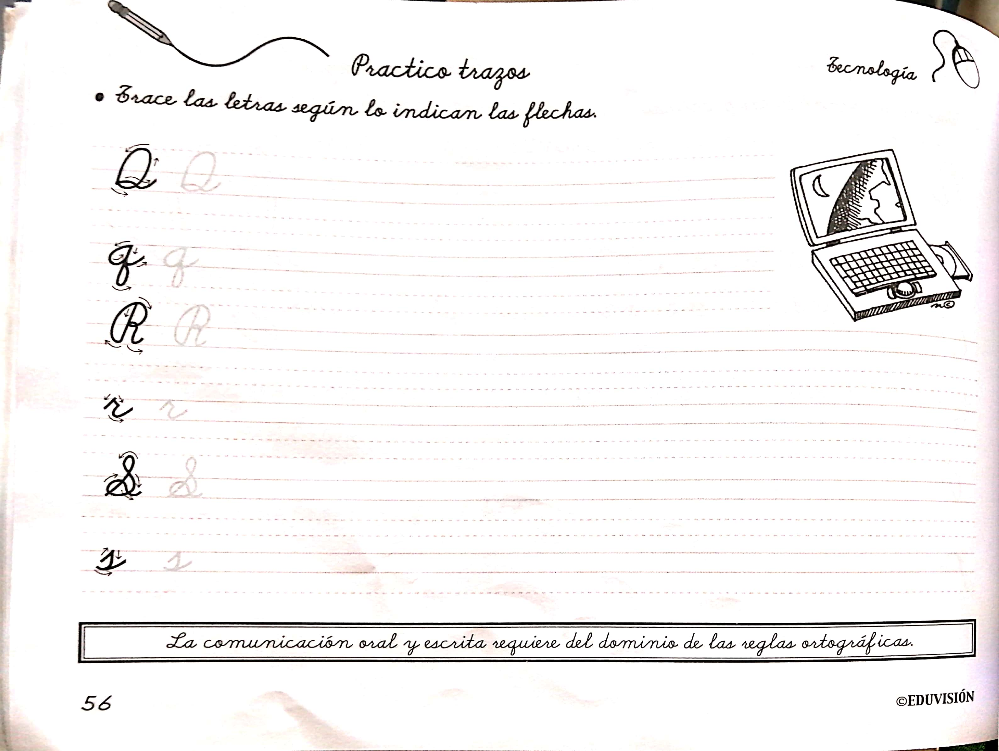 Practico trazos
Tecnología
• Trace las letras según lo indican las flechas.
Q Q
q q
R R
r r
S S
s s
La comunicación oral y escrita requiere del dominio de las reglas ortográficas.
56
©EDUVISIÓN